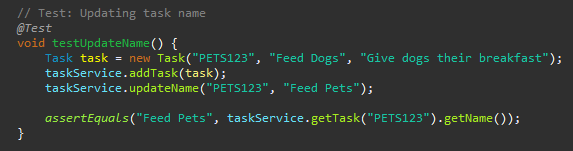 // Test: Updating task name
@Test
void testUpdateName() {
Task task = new Task("PETS123", "Feed Dogs", "Give dogs their breakfast");
taskService.addTask(task);
taskService.updateName("PETS123", "Feed Pets");
assertEquals("Feed Pets", taskService.getTask("PETS123").getName());
}